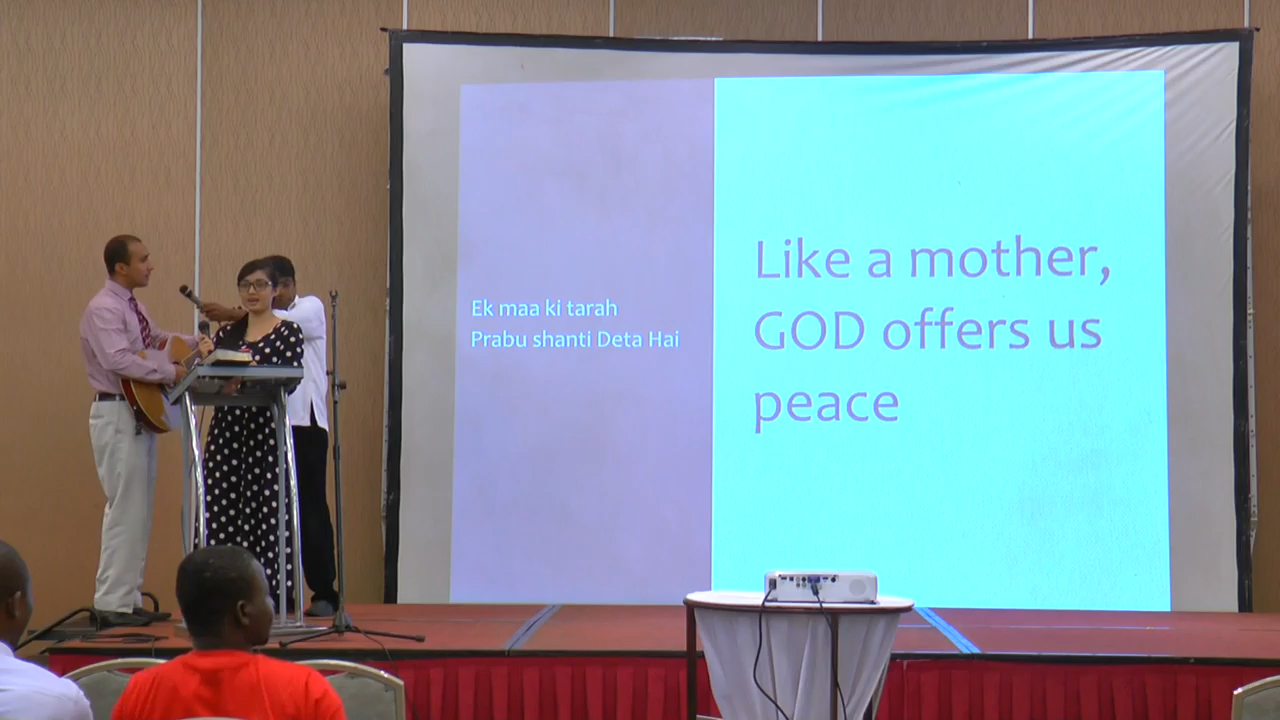 Ek maa ki tarah
Prabu shanti Deta Hai
Like a mother,
GOD offers us
peace